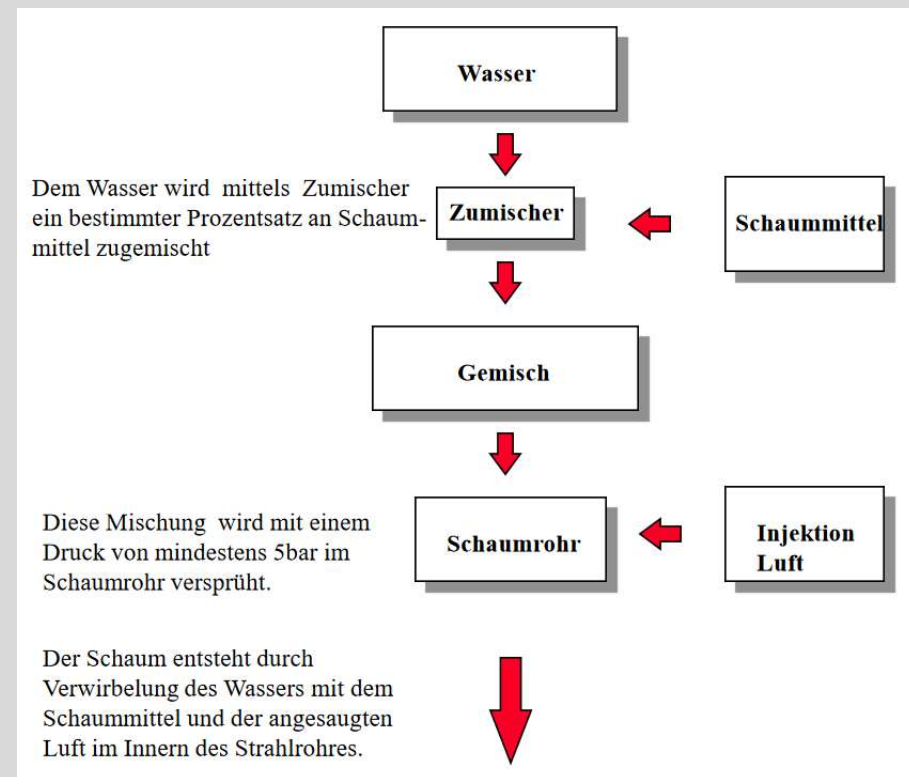 Wasser
Dem Wasser wird mittels Zumischer
ein bestimmter Prozentsatz an Schaum-
mittel zugemischt
Zumischer
Schaummittel
Gemisch
Diese Mischung wird mit einem
Druck von mindestens 5bar im
Schaumrohr versprüht.
Schaumrohr
Injektion
Luft
Der Schaum entsteht durch
Verwirbelung des Wassers mit dem
Schaummittel und der angesaugten
Luft im Innern des Strahlrohres.